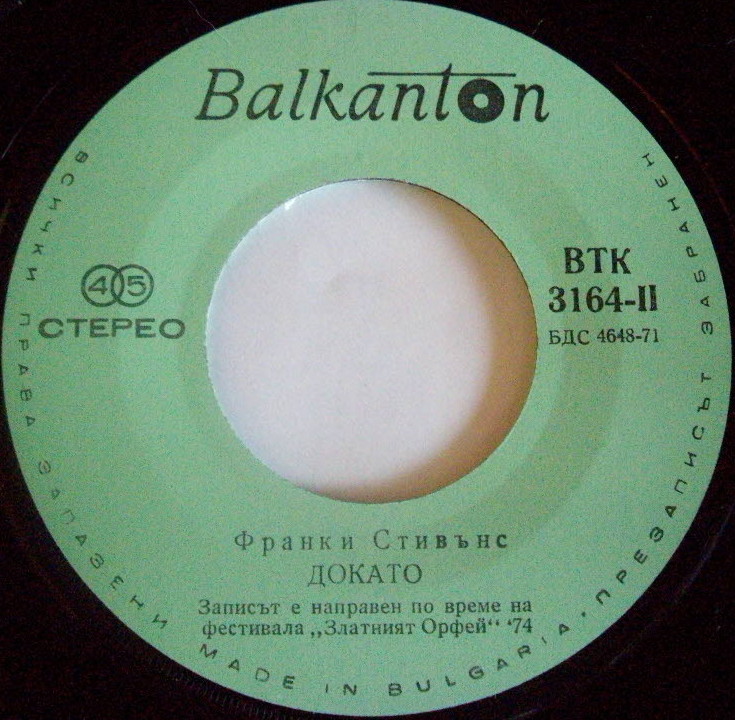 Balkanton
45
СТЕРЕО
ВТК
3164-II
БДС 4648-71
Франки Стивънс
ДОКАТО
Записът е направен по време на
фестивала „Златният Орфей“ ‘74
ВСИЧКИ ПРАВА ЗАПАЗЕНИ MADE IN BULGARIA · ПРЕЗАПИСЪТ ЗАБРАНЕН